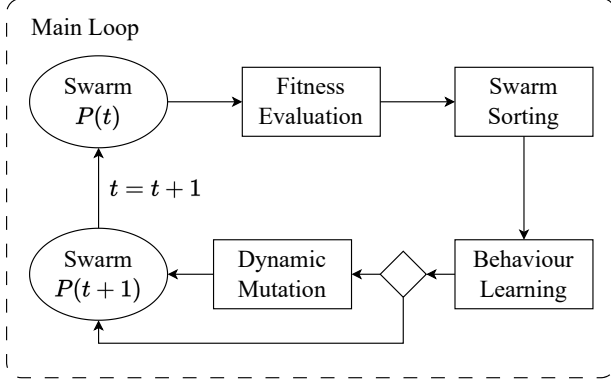 Main Loop
Swarm
P(t)
Fitness
Evaluation
Swarm
Sorting
t = t + 1
Swarm
P(t + 1)
Dynamic
Mutation
Behaviour
Learning